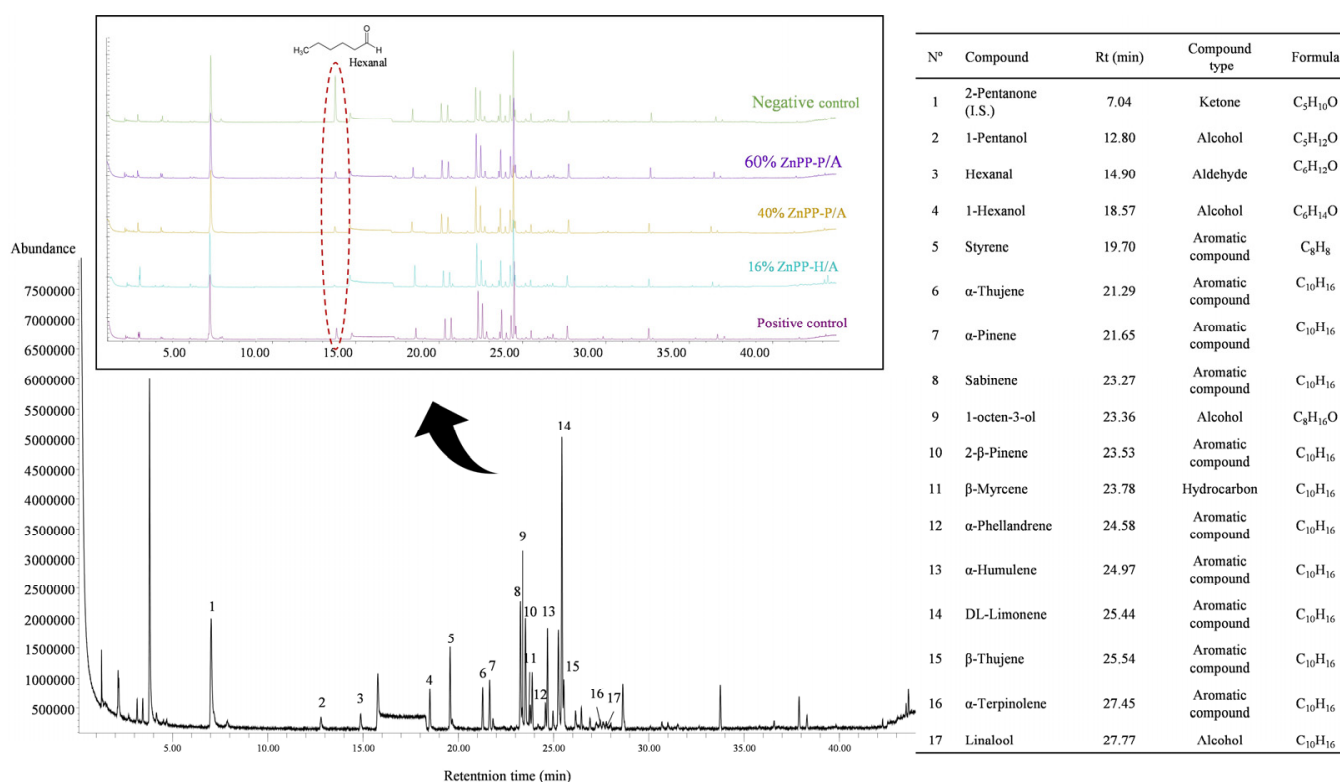 O
H₃C
H
Hexanal
Negative control
60% ZnPP-P/A
40% ZnPP-P/A
16% ZnPP-H/A
Positive control
5.00 10.00 15.00 20.00 25.00 30.00 35.00 40.00
Abundance
7500000
7000000
6500000
6000000
5500000
5000000
4500000
4000000
3500000
3000000
2500000
2000000
1500000
1000000
500000
1 2 3 4 5 6 7 8 9 10 11 12 13 14 15 16 17
5.00 10.00 15.00 20.00 25.00 30.00 35.00 40.00
Retentnion time (min)
Nº Compound Rt (min) Compound type Formula
1 2-Pentanone (I.S.) 7.04 Ketone C₅H₁₀O
2 1-Pentanol 12.80 Alcohol C₅H₁₂O
3 Hexanal 14.90 Aldehyde C₆H₁₂O
4 1-Hexanol 18.57 Alcohol C₆H₁₄O
5 Styrene 19.70 Aromatic compound C₈H₈
6 α-Thujene 21.29 Aromatic compound C₁₀H₁₆
7 α-Pinene 21.65 Aromatic compound C₁₀H₁₆
8 Sabinene 23.27 Aromatic compound C₁₀H₁₆
9 1-octen-3-ol 23.36 Alcohol C₈H₁₆O
10 2-β-Pinene 23.53 Aromatic compound C₁₀H₁₆
11 β-Myrcene 23.78 Hydrocarbon C₁₀H₁₆
12 α-Phellandrene 24.58 Aromatic compound C₁₀H₁₆
13 α-Humulene 24.97 Aromatic compound C₁₀H₁₆
14 DL-Limonene 25.44 Aromatic compound C₁₀H₁₆
15 β-Thujene 25.54 Aromatic compound C₁₀H₁₆
16 α-Terpinolene 27.45 Aromatic compound C₁₀H₁₆
17 Linalool 27.77 Alcohol C₁₀H₁₆